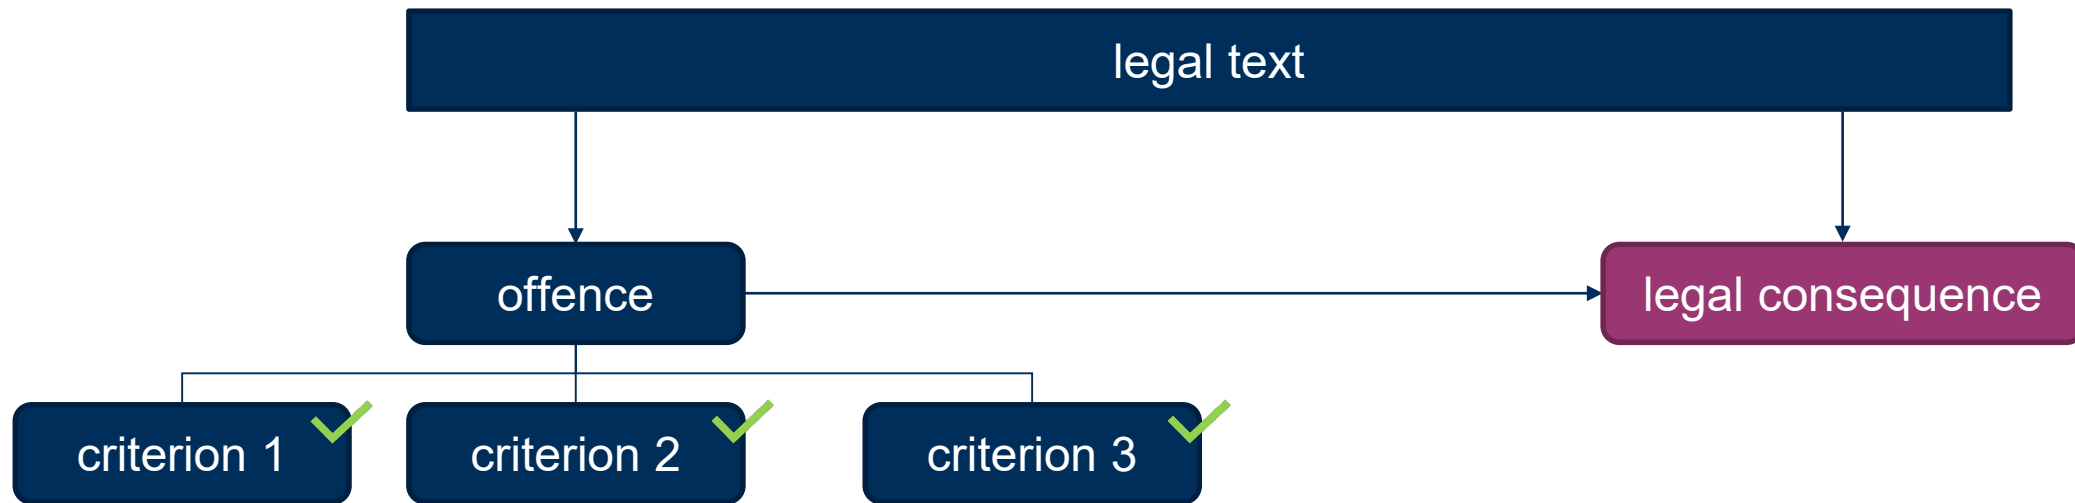 legal text
offence
legal consequence
criterion 1
criterion 2
criterion 3